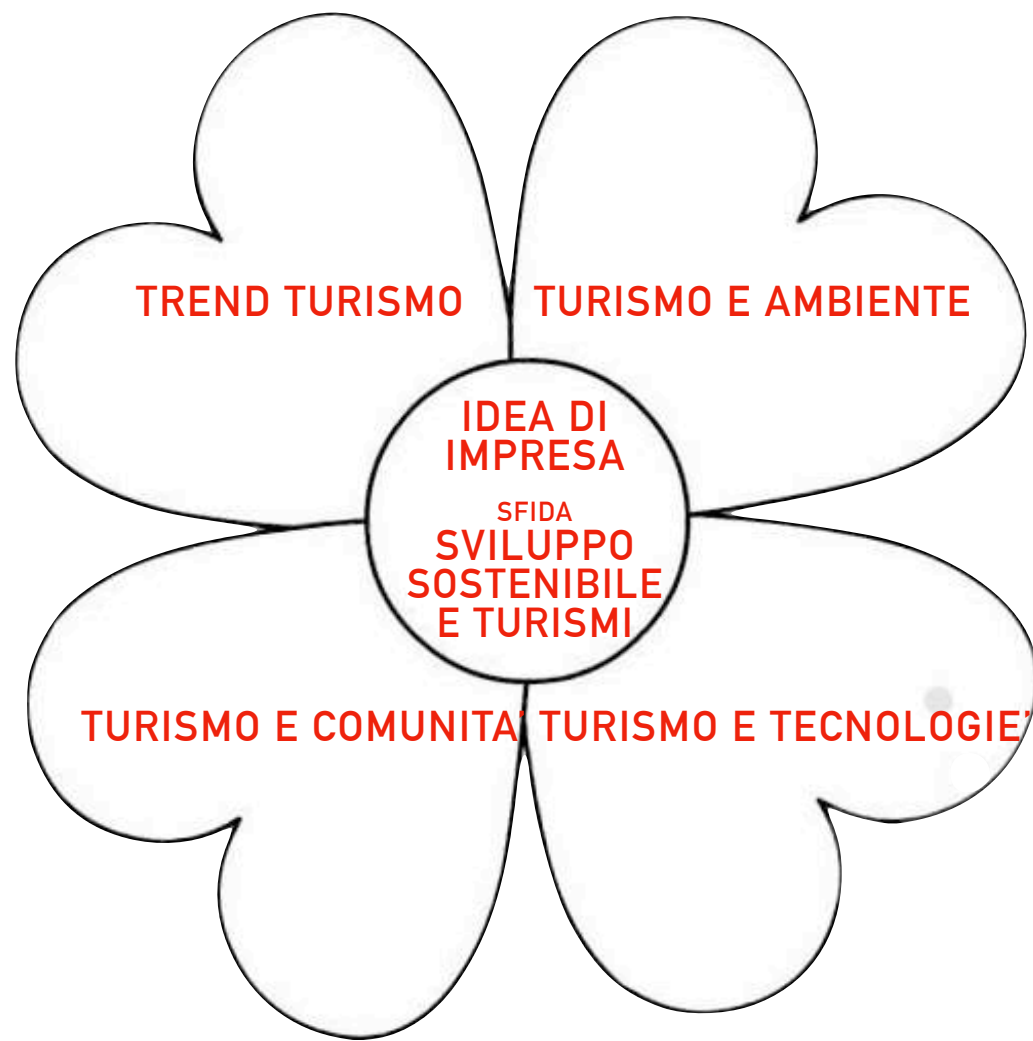 TREND TURISMO
TURISMO E AMBIENTE
IDEA DI
IMPRESA
SFIDA
SVILUPPO
SOSTENIBILE
E TURISMI
TURISMO E COMUNITA'
TURISMO E TECNOLOGIE'